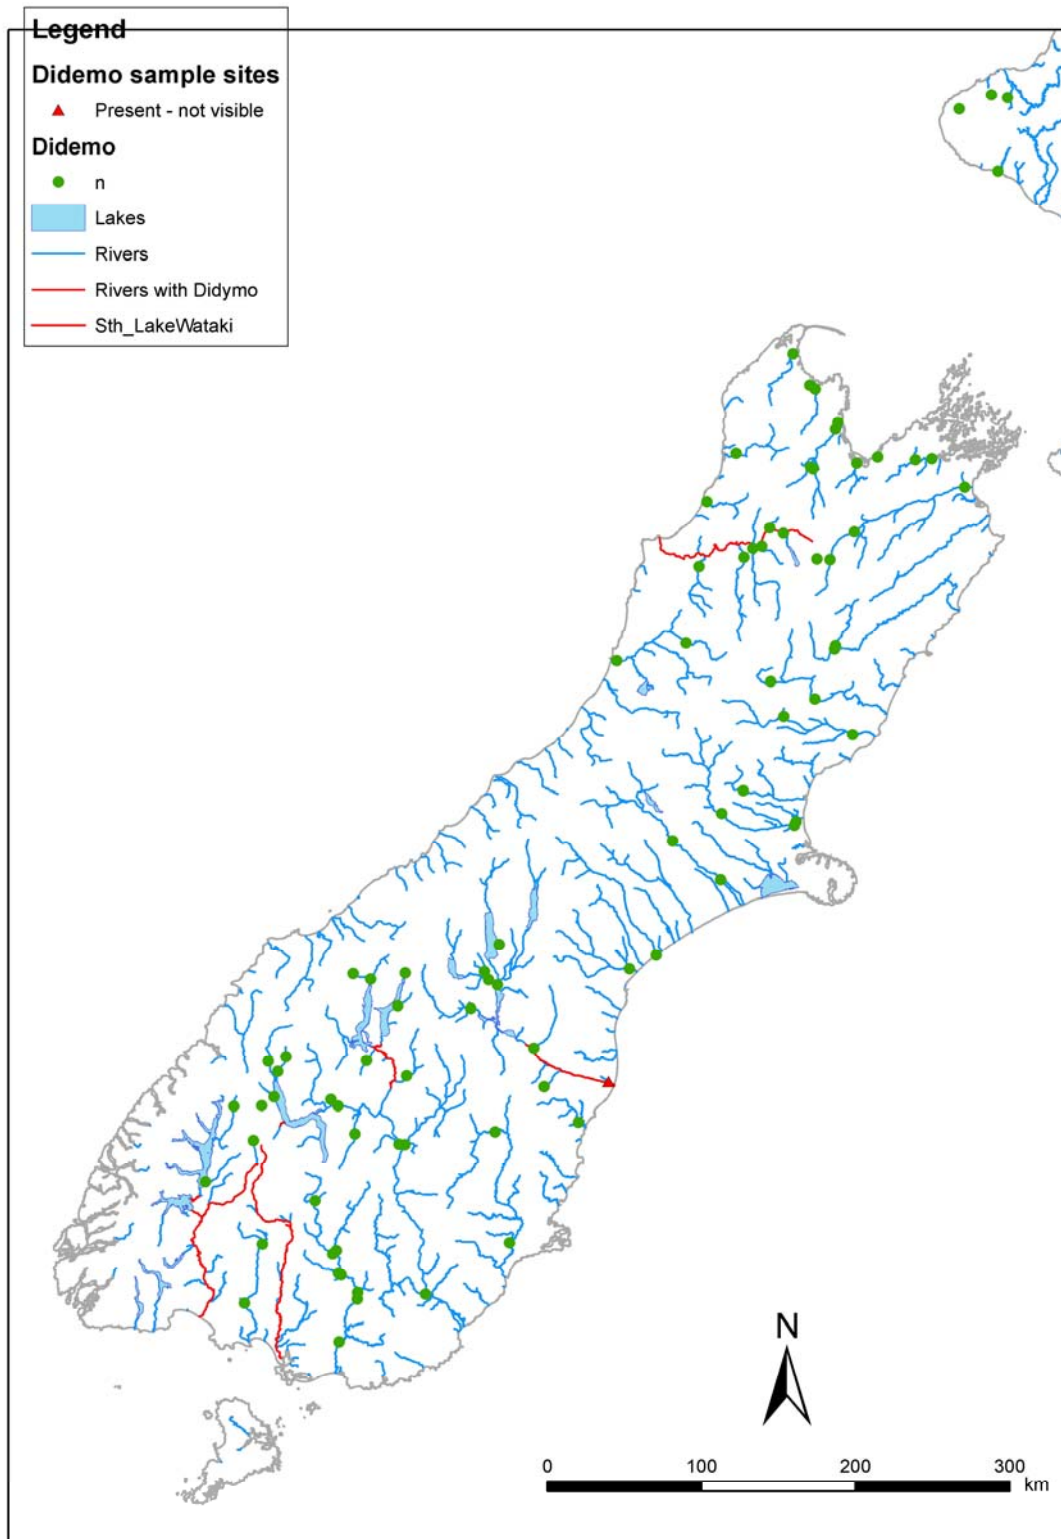 Legend
Didemo sample sites
Present - not visible
Didemo
n
Lakes
Rivers
Rivers with Didymo
Sth_LakeWataki
N
0 100 200 300
km